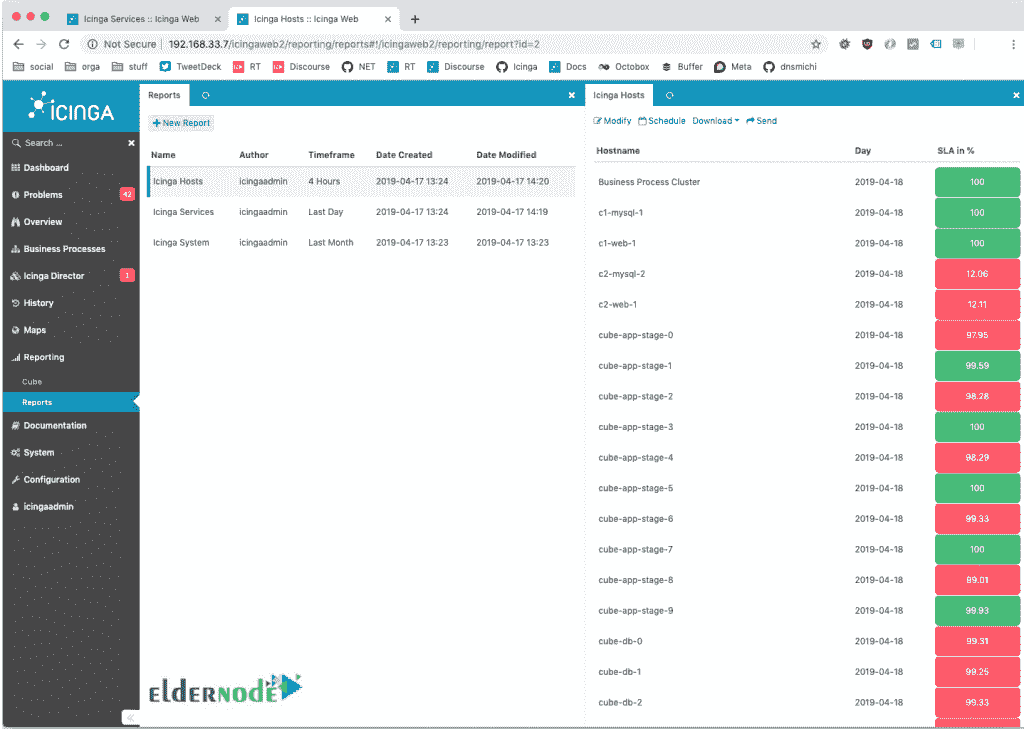 Icinga Services :: Icinga Web
Icinga Hosts :: Icinga Web
Not Secure 192.168.33.7/icingaweb2/reporting/reports#!/icingaweb2/reporting/report?id=2
social orga stuff TweetDeck RT Discourse NET RT Discourse Icinga Docs Octobox Buffer Meta dnsmichi
ICINGA
Search ...
Dashboard
Problems 42
Overview
Business Processes
Icinga Director 1
History
Maps
Reporting
Cube
Reports
Documentation
System
Configuration
icingaadmin
Reports
New Report
Name Author Timeframe Date Created Date Modified
Icinga Hosts icingaadmin 4 Hours 2019-04-17 13:24 2019-04-17 14:20
Icinga Services icingaadmin Last Day 2019-04-17 13:24 2019-04-17 14:19
Icinga System icingaadmin Last Month 2019-04-17 13:23 2019-04-17 13:23
eldernode
Icinga Hosts
Modify Schedule Download Send
Hostname Day SLA in %
Business Process Cluster 2019-04-18 100
c1-mysql-1 2019-04-18 100
c1-web-1 2019-04-18 100
c2-mysql-2 2019-04-18 12.06
c2-web-1 2019-04-18 12.11
cube-app-stage-0 2019-04-18 97.95
cube-app-stage-1 2019-04-18 99.59
cube-app-stage-2 2019-04-18 98.28
cube-app-stage-3 2019-04-18 100
cube-app-stage-4 2019-04-18 98.29
cube-app-stage-5 2019-04-18 100
cube-app-stage-6 2019-04-18 99.33
cube-app-stage-7 2019-04-18 100
cube-app-stage-8 2019-04-18 89.01
cube-app-stage-9 2019-04-18 99.93
cube-db-0 2019-04-18 99.31
cube-db-1 2019-04-18 99.25
cube-db-2 2019-04-18 99.33